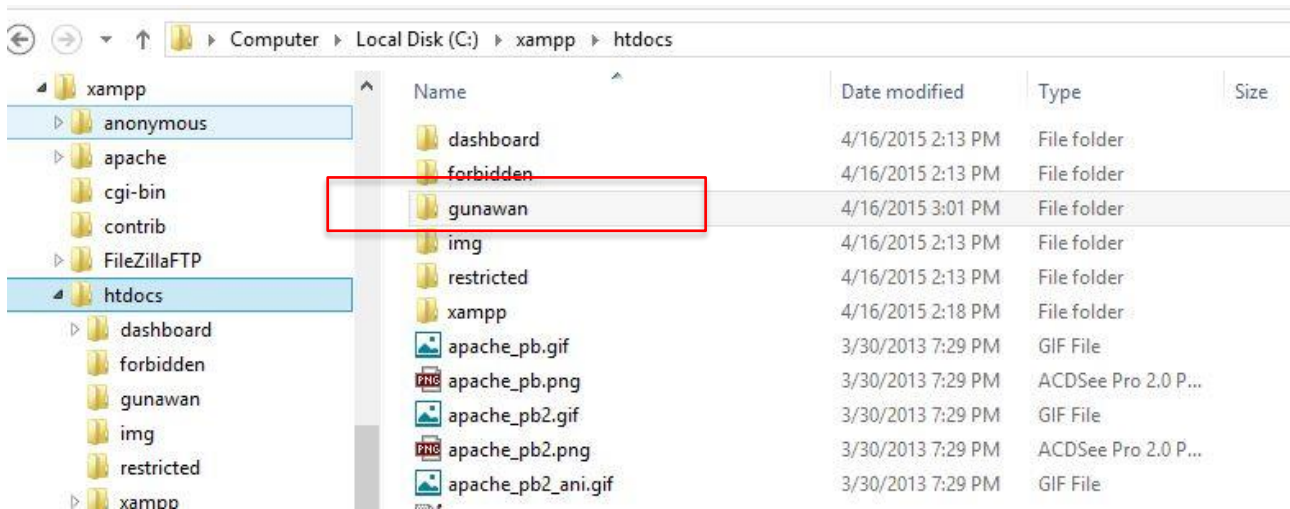 Computer Local Disk (C:) xampp htdocs
xampp
anonymous
apache
cgi-bin
contrib
FileZillaFTP
htdocs
dashboard
forbidden
gunawan
img
restricted
xampp
Name Date modified Type Size
dashboard 4/16/2015 2:13 PM File folder
forbidden 4/16/2015 2:13 PM File folder
gunawan 4/16/2015 3:01 PM File folder
img 4/16/2015 2:13 PM File folder
restricted 4/16/2015 2:13 PM File folder
xampp 4/16/2015 2:18 PM File folder
apache_pb.gif 3/30/2013 7:29 PM GIF File
PNG apache_pb.png 3/30/2013 7:29 PM ACDSee Pro 2.0 P...
apache_pb2.gif 3/30/2013 7:29 PM GIF File
PNG apache_pb2.png 3/30/2013 7:29 PM ACDSee Pro 2.0 P...
apache_pb2_ani.gif 3/30/2013 7:29 PM GIF File